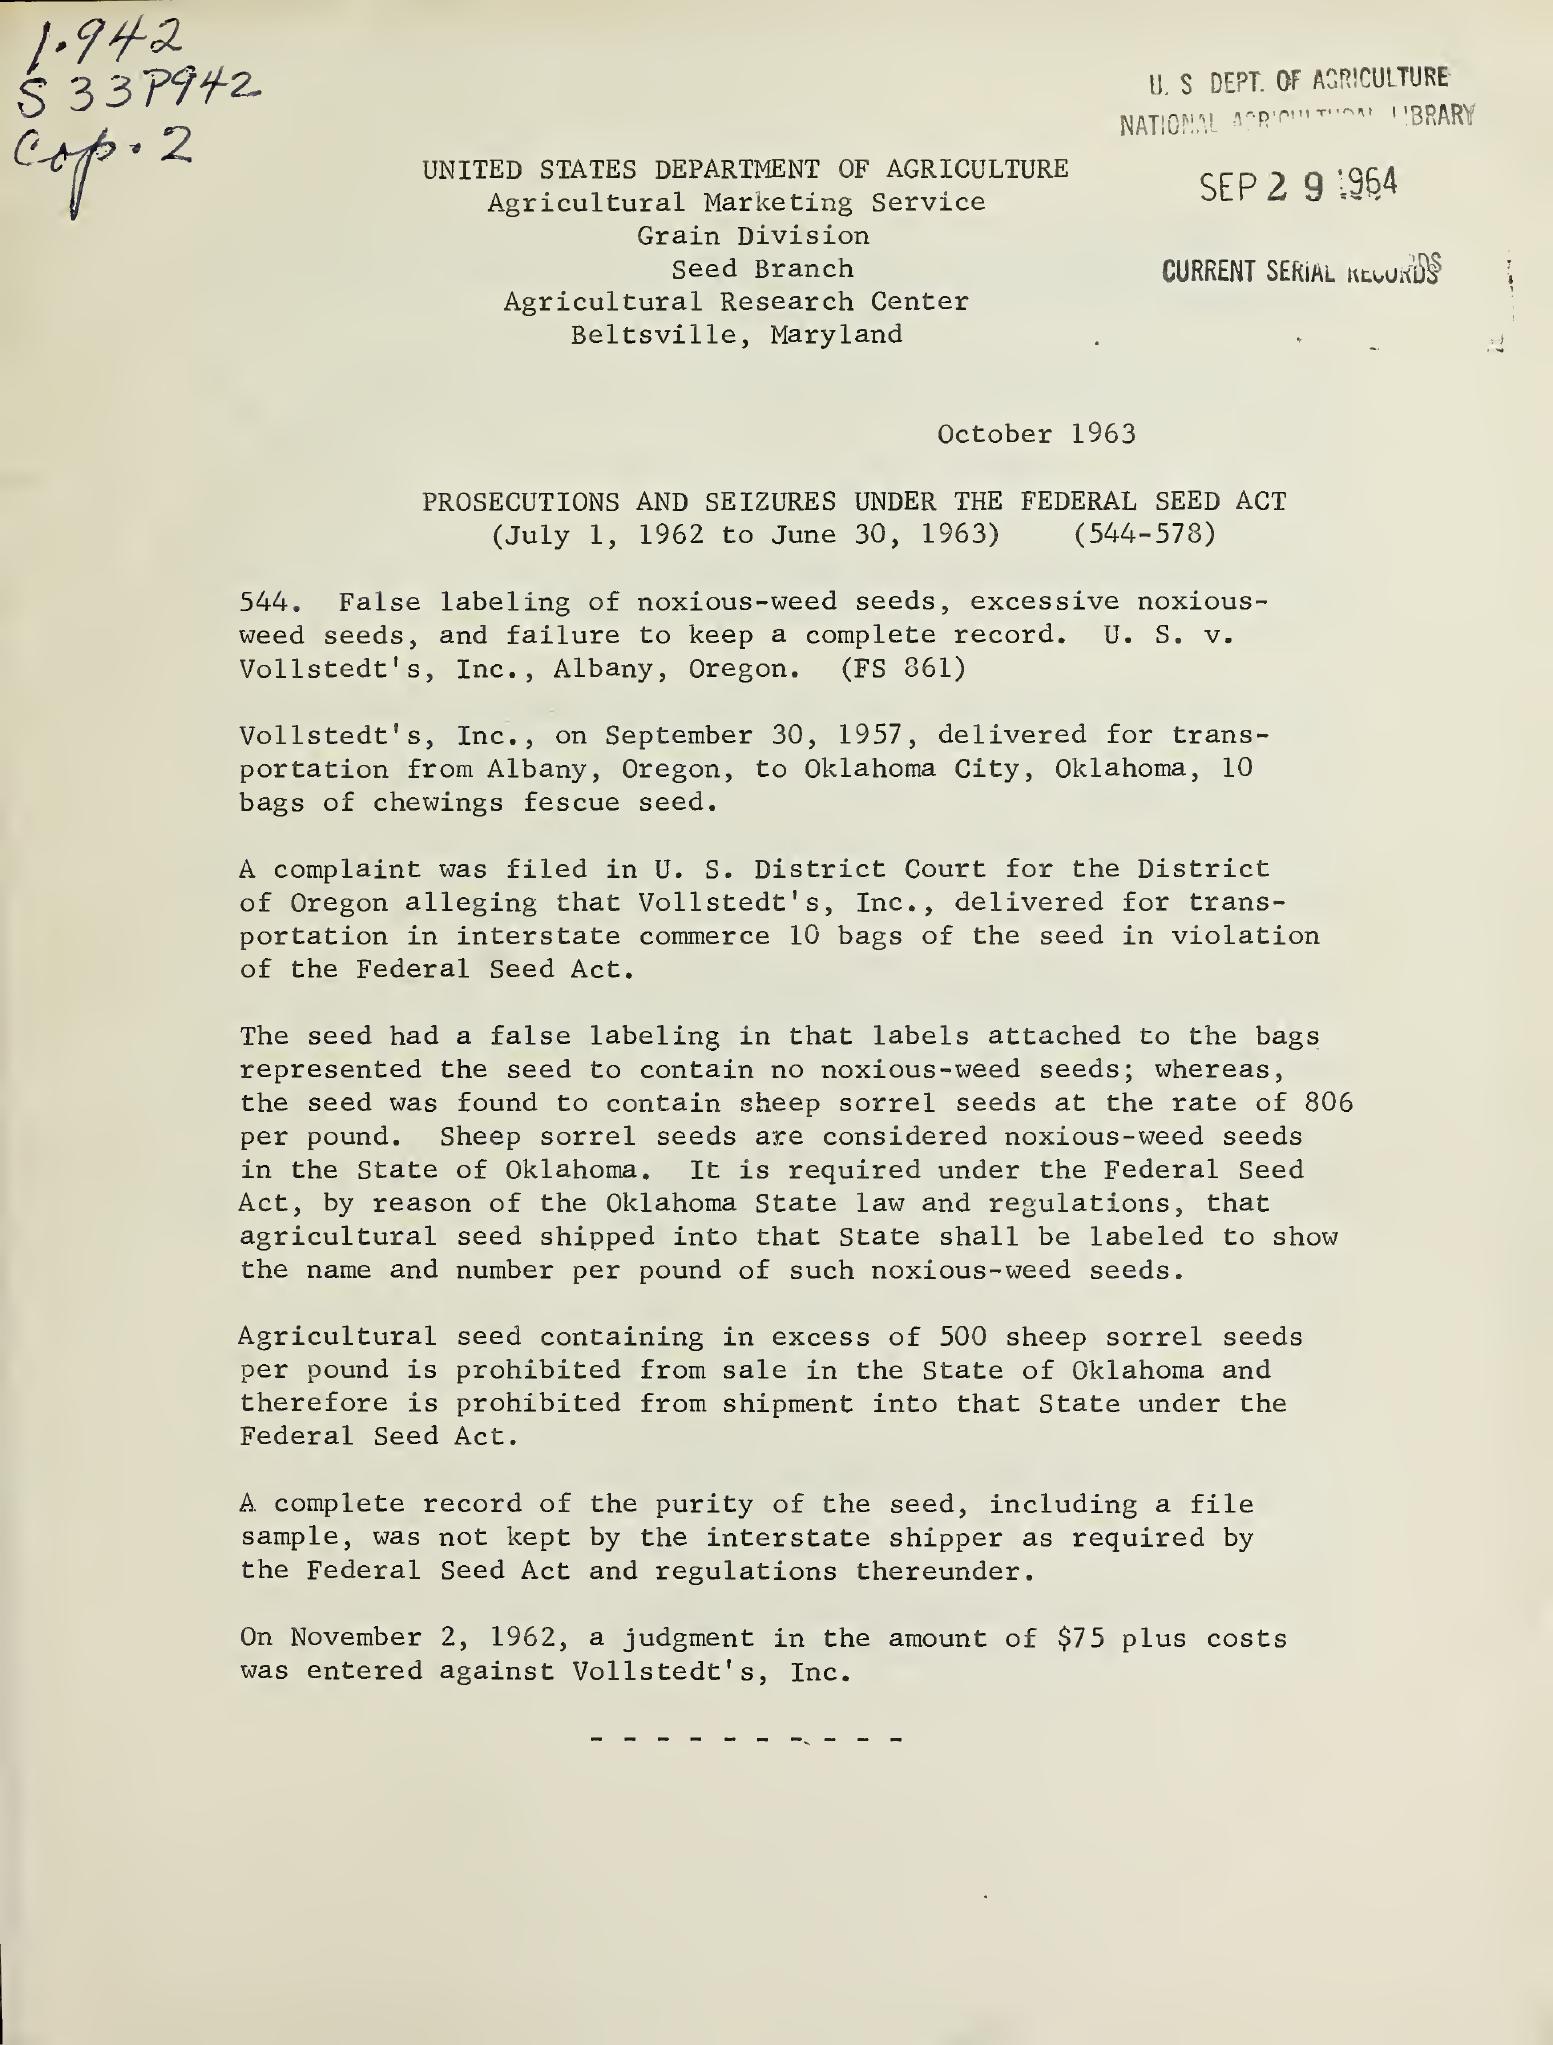 1.942
S33P942
Cop. 2
U. S DEPT. OF AGRICULTURE
NATIONAL AGRICULTURAL LIBRARY
SEP 29 1964
CURRENT SERIAL RECORDS
UNITED STATES DEPARTMENT OF AGRICULTURE
Agricultural Marketing Service
Grain Division
Seed Branch
Agricultural Research Center
Beltsville, Maryland
October 1963
PROSECUTIONS AND SEIZURES UNDER THE FEDERAL SEED ACT
(July 1, 1962 to June 30, 1963) (544-578)
544. False labeling of noxious-weed seeds, excessive noxious-
weed seeds, and failure to keep a complete record. U. S. v.
Vollstedt's, Inc., Albany, Oregon. (FS 861)
Vollstedt's, Inc., on September 30, 1957, delivered for trans-
portation from Albany, Oregon, to Oklahoma City, Oklahoma, 10
bags of chewings fescue seed.
A complaint was filed in U. S. District Court for the District
of Oregon alleging that Vollstedt's, Inc., delivered for trans-
portation in interstate commerce 10 bags of the seed in violation
of the Federal Seed Act.
The seed had a false labeling in that labels attached to the bags
represented the seed to contain no noxious-weed seeds; whereas,
the seed was found to contain sheep sorrel seeds at the rate of 806
per pound. Sheep sorrel seeds are considered noxious-weed seeds
in the State of Oklahoma. It is required under the Federal Seed
Act, by reason of the Oklahoma State law and regulations, that
agricultural seed shipped into that State shall be labeled to show
the name and number per pound of such noxious-weed seeds.
Agricultural seed containing in excess of 500 sheep sorrel seeds
per pound is prohibited from sale in the State of Oklahoma and
therefore is prohibited from shipment into that State under the
Federal Seed Act.
A complete record of the purity of the seed, including a file
sample, was not kept by the interstate shipper as required by
the Federal Seed Act and regulations thereunder.
On November 2, 1962, a judgment in the amount of $75 plus costs
was entered against Vollstedt's, Inc.
- - - - - - - - - -